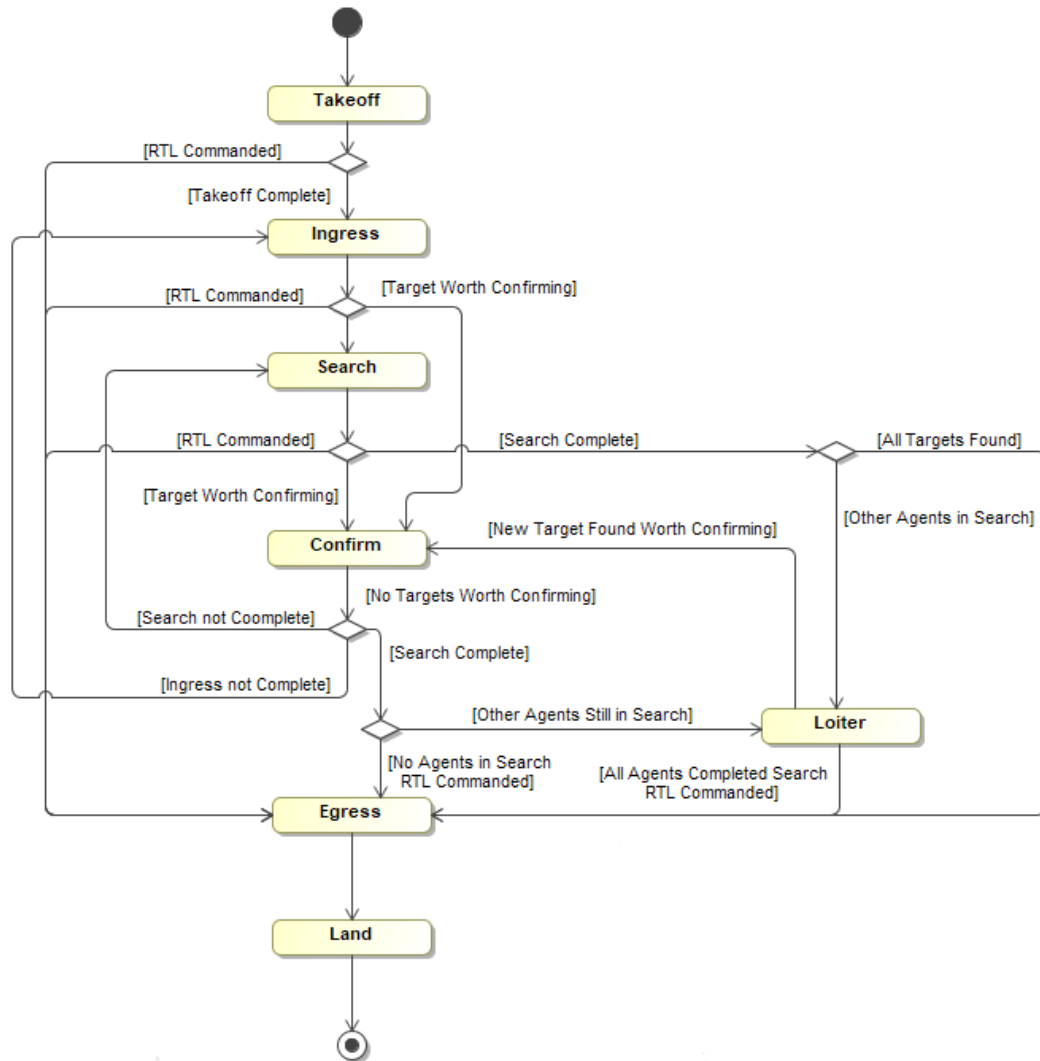 Takeoff
[RTL Commanded]
[Takeoff Complete]
Ingress
[RTL Commanded]
[Target Worth Confirming]
Search
[RTL Commanded]
[Search Complete]
[All Targets Found]
[Target Worth Confirming]
[Other Agents in Search]
[New Target Found Worth Confirming]
Confirm
[No Targets Worth Confirming]
[Search not Coomplete]
[Search Complete]
[Ingress not Complete]
[Other Agents Still in Search]
Loiter
[No Agents in Search
RTL Commanded]
[All Agents Completed Search
RTL Commanded]
Egress
Land